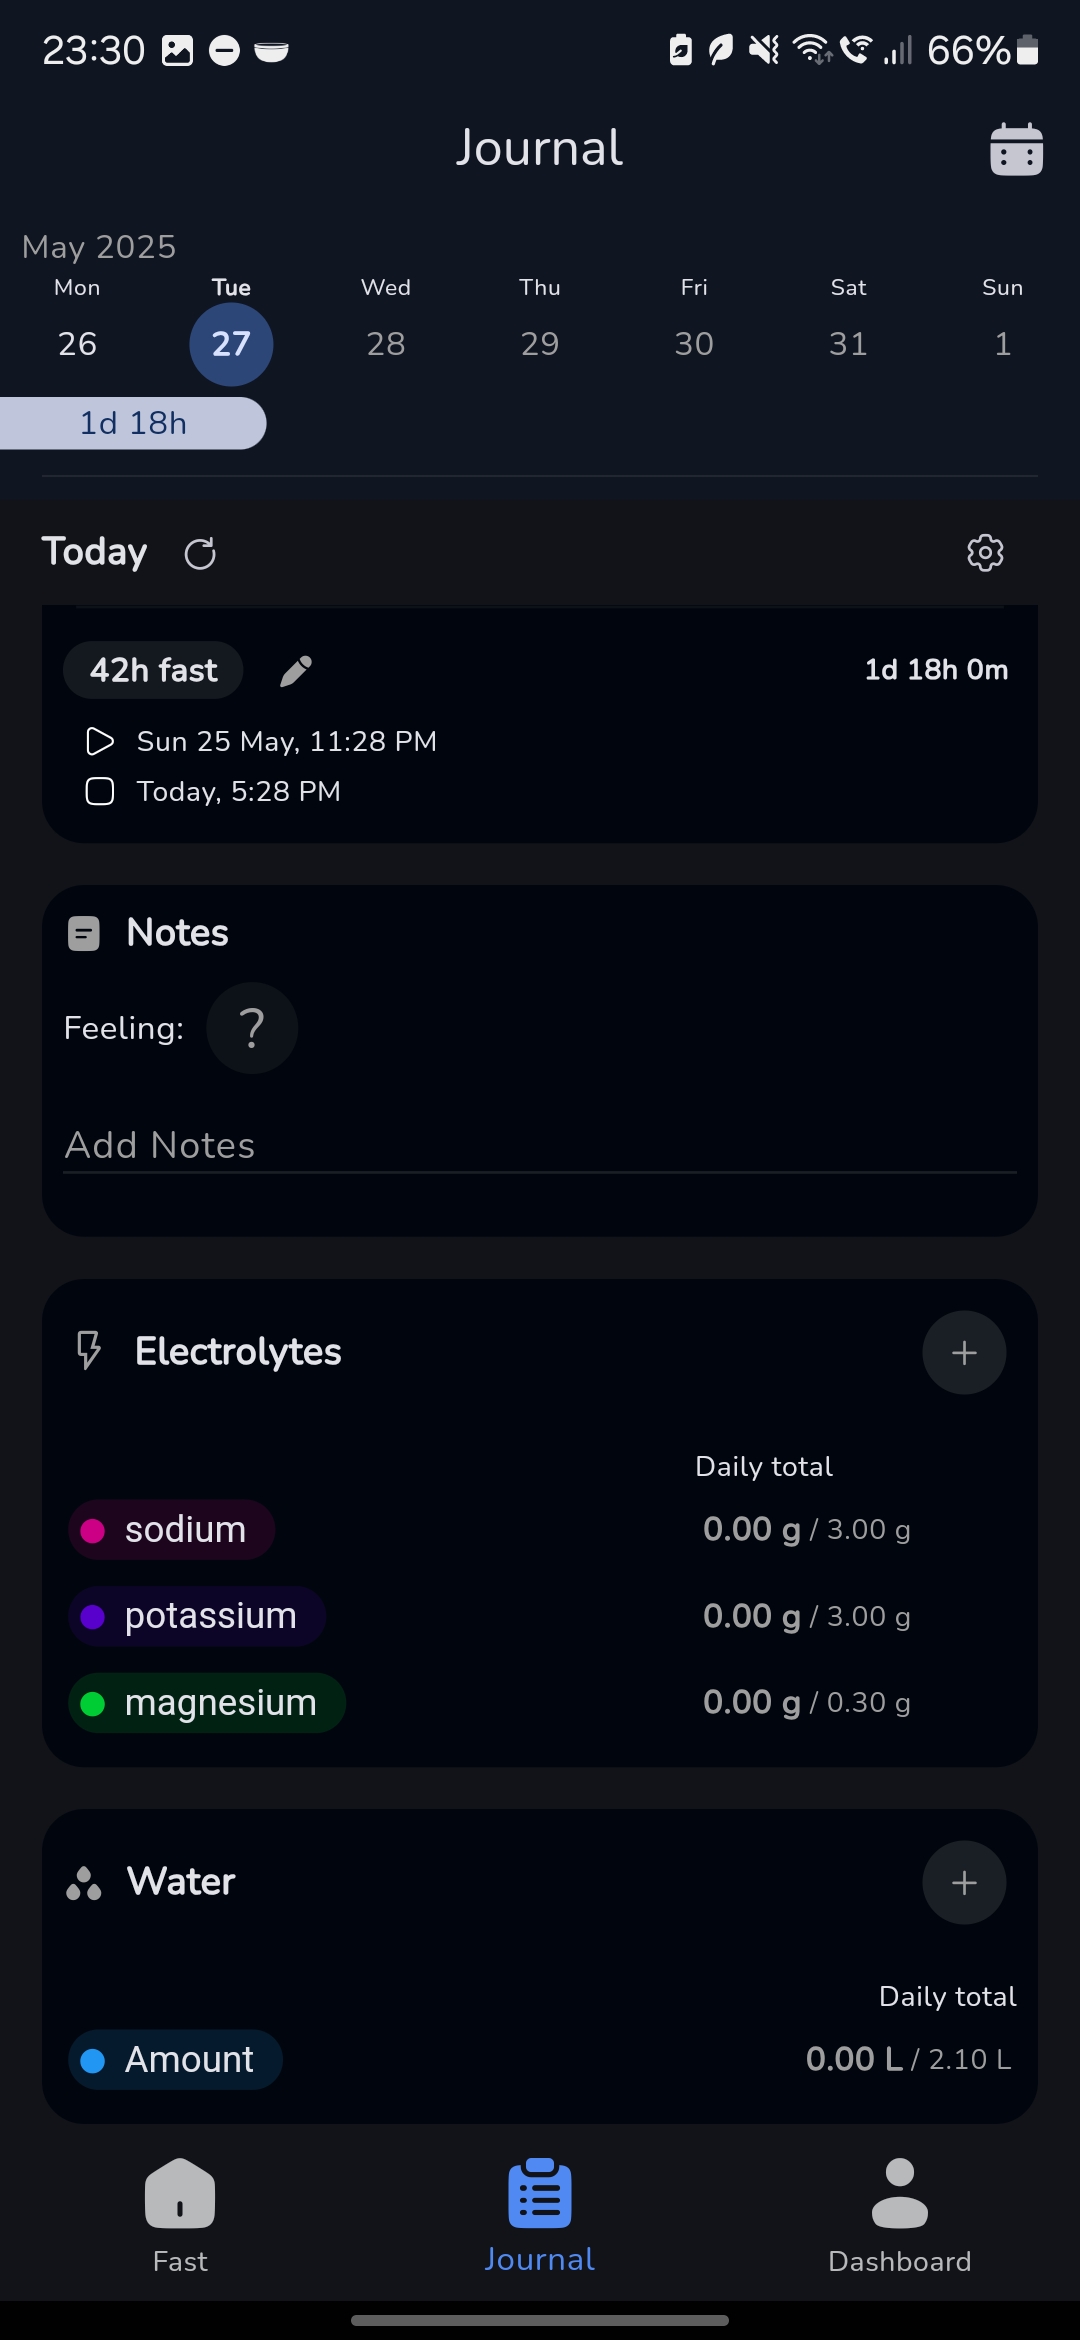 23:30 66%
Journal
May 2025
Mon Tue Wed Thu Fri Sat Sun
26 27 28 29 30 31 1
1d 18h
Today
42h fast 1d 18h 0m
Sun 25 May, 11:28 PM
Today, 5:28 PM
Notes
Feeling: ?
Add Notes
Electrolytes
Daily total
sodium 0.00 g / 3.00 g
potassium 0.00 g / 3.00 g
magnesium 0.00 g / 0.30 g
Water
Daily total
Amount 0.00 L / 2.10 L
Fast Journal Dashboard